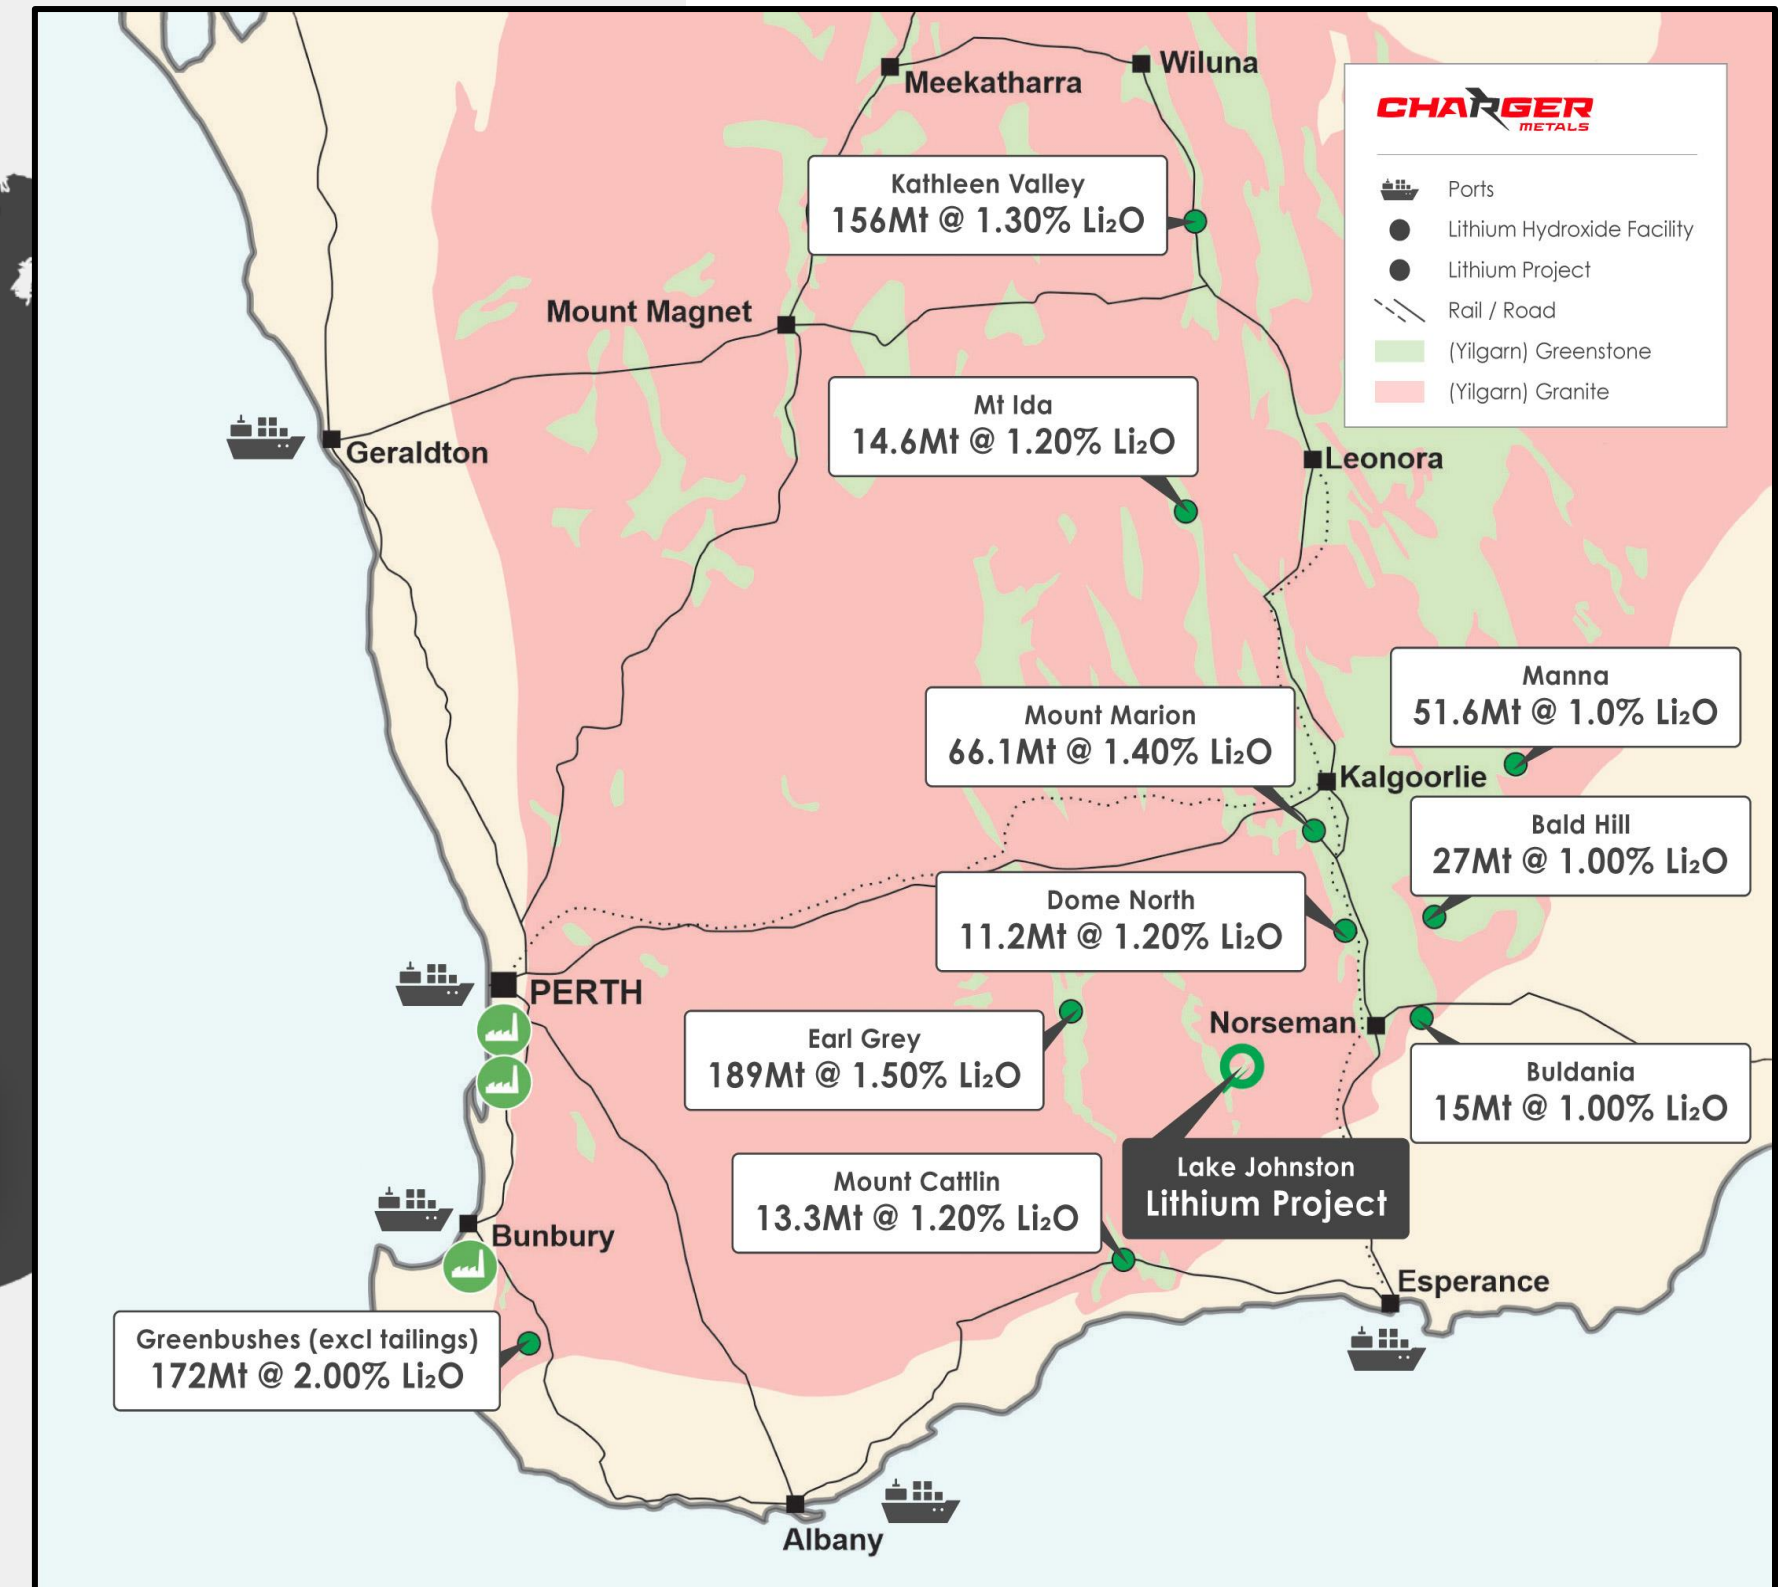 Meekatharra
Wiluna
CHARGER
METALS
Ports
Lithium Hydroxide Facility
Lithium Project
Rail / Road
(Yilgarn) Greenstone
(Yilgarn) Granite
Kathleen Valley
156Mt @ 1.30% Li₂O
Mount Magnet
Mt Ida
14.6Mt @ 1.20% Li₂O
Geraldton
Leonora
Manna
51.6Mt @ 1.0% Li₂O
Mount Marion
66.1Mt @ 1.40% Li₂O
Kalgoorlie
Bald Hill
27Mt @ 1.00% Li₂O
Dome North
11.2Mt @ 1.20% Li₂O
PERTH
Norseman
Earl Grey
189Mt @ 1.50% Li₂O
Buldania
15Mt @ 1.00% Li₂O
Lake Johnston
Lithium Project
Mount Cattlin
13.3Mt @ 1.20% Li₂O
Bunbury
Esperance
Greenbushes (excl tailings)
172Mt @ 2.00% Li₂O
Albany